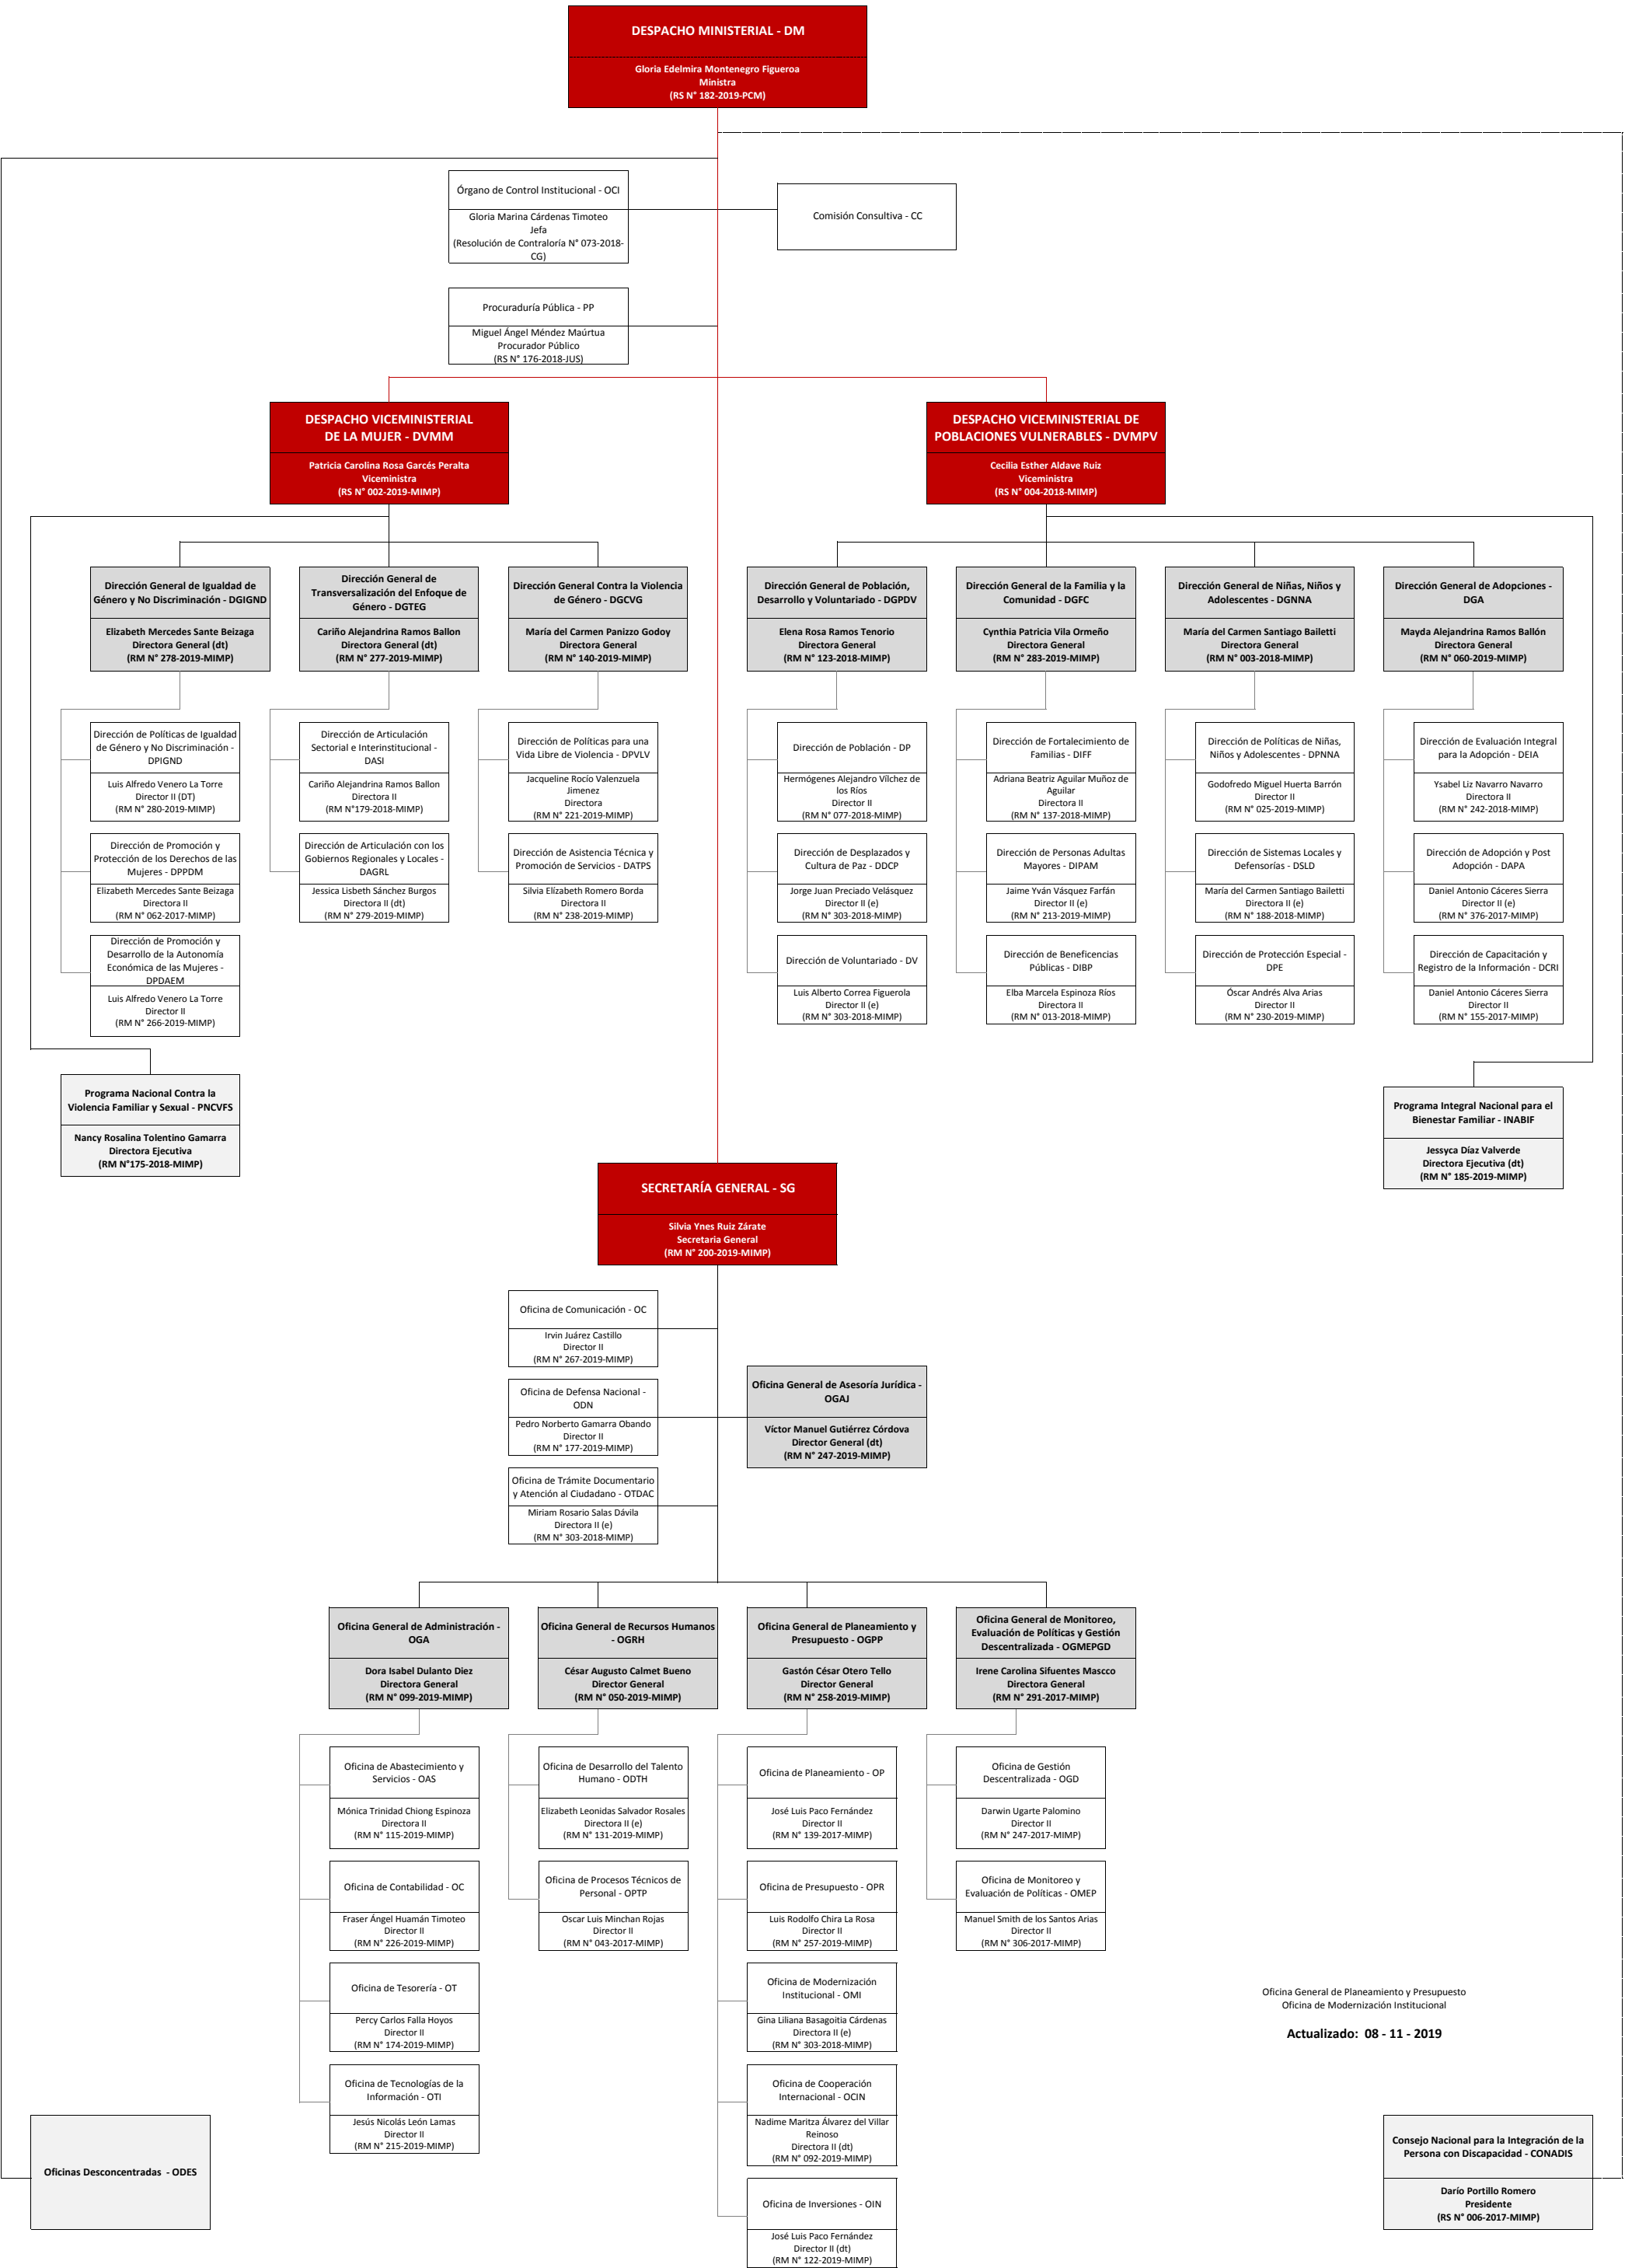 DESPACHO MINISTERIAL - DM
Gloria Edelmira Montenegro Figueroa
Ministra
(RS N° 182-2019-PCM)
Órgano de Control Institucional - OCI
Gloria Marina Cárdenas Timoteo
Jefa
(Resolución de Contraloría N° 073-2018-
CG)
Comisión Consultiva - CC
Procuraduría Pública - PP
Miguel Ángel Méndez Maúrtua
Procurador Público
(RS N° 176-2018-JUS)
DESPACHO VICEMINISTERIAL
DE LA MUJER - DVMM
Patricia Carolina Rosa Garcés Peralta
Viceministra
(RS N° 002-2019-MIMP)
DESPACHO VICEMINISTERIAL DE
POBLACIONES VULNERABLES - DVMPV
Cecilia Esther Aldave Ruiz
Viceministra
(RS N° 004-2018-MIMP)
Dirección General de Igualdad de
Género y No Discriminación - DGIGND
Elizabeth Mercedes Sante Beizaga
Directora General (dt)
(RM N° 278-2019-MIMP)
Dirección General de
Transversalización del Enfoque de
Género - DGTEG
Cariño Alejandrina Ramos Ballon
Directora General (dt)
(RM N° 277-2019-MIMP)
Dirección General Contra la Violencia
de Género - DGCVG
María del Carmen Panizzo Godoy
Directora General
(RM N° 140-2019-MIMP)
Dirección General de Población,
Desarrollo y Voluntariado - DGPDV
Elena Rosa Ramos Tenorio
Directora General
(RM N° 123-2018-MIMP)
Dirección General de la Familia y la
Comunidad - DGFC
Cynthia Patricia Vila Ormeño
Directora General
(RM N° 283-2019-MIMP)
Dirección General de Niñas, Niños y
Adolescentes - DGNNA
María del Carmen Santiago Bailetti
Directora General
(RM N° 003-2018-MIMP)
Dirección General de Adopciones -
DGA
Mayda Alejandrina Ramos Ballón
Directora General
(RM N° 060-2019-MIMP)
Dirección de Políticas de Igualdad
de Género y No Discriminación -
DPIGND
Luis Alfredo Venero La Torre
Director II (DT)
(RM N° 280-2019-MIMP)
Dirección de Articulación
Sectorial e Interinstitucional -
DASI
Cariño Alejandrina Ramos Ballon
Directora II
(RM N°179-2018-MIMP)
Dirección de Políticas para una
Vida Libre de Violencia - DPVLV
Jacqueline Rocío Valenzuela
Jimenez
Directora
(RM N° 221-2019-MIMP)
Dirección de Población - DP
Hermógenes Alejandro Vílchez de
los Ríos
Director II
(RM N° 077-2018-MIMP)
Dirección de Fortalecimiento de
Familias - DIFF
Adriana Beatriz Aguilar Muñoz de
Aguilar
Directora II
(RM N° 137-2018-MIMP)
Dirección de Políticas de Niñas,
Niños y Adolescentes - DPNNA
Godofredo Miguel Huerta Barrón
Director II
(RM N° 025-2019-MIMP)
Dirección de Evaluación Integral
para la Adopción - DEIA
Ysabel Liz Navarro Navarro
Directora II
(RM N° 242-2018-MIMP)
Dirección de Promoción y
Protección de los Derechos de las
Mujeres - DPPDM
Elizabeth Mercedes Sante Beizaga
Directora II
(RM N° 062-2017-MIMP)
Dirección de Articulación con los
Gobiernos Regionales y Locales -
DAGRL
Jessica Lisbeth Sánchez Burgos
Directora II (dt)
(RM N° 279-2019-MIMP)
Dirección de Asistencia Técnica y
Promoción de Servicios - DATPS
Silvia Elízabeth Romero Borda
Directora II
(RM N° 238-2019-MIMP)
Dirección de Desplazados y
Cultura de Paz - DDCP
Jorge Juan Preciado Velásquez
Director II (e)
(RM N° 303-2018-MIMP)
Dirección de Personas Adultas
Mayores - DIPAM
Jaime Yván Vásquez Farfán
Director II (e)
(RM N° 213-2019-MIMP)
Dirección de Sistemas Locales y
Defensorías - DSLD
María del Carmen Santiago Bailetti
Directora II (e)
(RM N° 188-2018-MIMP)
Dirección de Adopción y Post
Adopción - DAPA
Daniel Antonio Cáceres Sierra
Director II (e)
(RM N° 376-2017-MIMP)
Dirección de Promoción y
Desarrollo de la Autonomía
Económica de las Mujeres -
DPDAEM
Luis Alfredo Venero La Torre
Director II
(RM N° 266-2019-MIMP)
Dirección de Voluntariado - DV
Luis Alberto Correa Figuerola
Director II (e)
(RM N° 303-2018-MIMP)
Dirección de Beneficencias
Públicas - DIBP
Elba Marcela Espinoza Ríos
Directora II
(RM N° 013-2018-MIMP)
Dirección de Protección Especial -
DPE
Óscar Andrés Alva Arias
Director II
(RM N° 230-2019-MIMP)
Dirección de Capacitación y
Registro de la Información - DCRI
Daniel Antonio Cáceres Sierra
Director II
(RM N° 155-2017-MIMP)
Programa Nacional Contra la
Violencia Familiar y Sexual - PNCVFS
Nancy Rosalina Tolentino Gamarra
Directora Ejecutiva
(RM N°175-2018-MIMP)
Programa Integral Nacional para el
Bienestar Familiar - INABIF
Jessyca Díaz Valverde
Directora Ejecutiva (dt)
(RM N° 185-2019-MIMP)
SECRETARÍA GENERAL - SG
Silvia Ynes Ruiz Zárate
Secretaria General
(RM N° 200-2019-MIMP)
Oficina de Comunicación - OC
Irvin Juárez Castillo
Director II
(RM N° 267-2019-MIMP)
Oficina de Defensa Nacional -
ODN
Pedro Norberto Gamarra Obando
Director II
(RM N° 177-2019-MIMP)
Oficina General de Asesoría Jurídica -
OGAJ
Víctor Manuel Gutiérrez Córdova
Director General (dt)
(RM N° 247-2019-MIMP)
Oficina de Trámite Documentario
y Atención al Ciudadano - OTDAC
Miriam Rosario Salas Dávila
Directora II (e)
(RM N° 303-2018-MIMP)
Oficina General de Administración -
OGA
Dora Isabel Dulanto Diez
Directora General
(RM N° 099-2019-MIMP)
Oficina General de Recursos Humanos
- OGRH
César Augusto Calmet Bueno
Director General
(RM N° 050-2019-MIMP)
Oficina General de Planeamiento y
Presupuesto - OGPP
Gastón César Otero Tello
Director General
(RM N° 258-2019-MIMP)
Oficina General de Monitoreo,
Evaluación de Políticas y Gestión
Descentralizada - OGMEPGD
Irene Carolina Sifuentes Mascco
Directora General
(RM N° 291-2017-MIMP)
Oficina de Abastecimiento y
Servicios - OAS
Mónica Trinidad Chiong Espinoza
Directora II
(RM N° 115-2019-MIMP)
Oficina de Desarrollo del Talento
Humano - ODTH
Elizabeth Leonidas Salvador Rosales
Directora II (e)
(RM N° 131-2019-MIMP)
Oficina de Planeamiento - OP
José Luis Paco Fernández
Director II
(RM N° 139-2017-MIMP)
Oficina de Gestión
Descentralizada - OGD
Darwin Ugarte Palomino
Director II
(RM N° 247-2017-MIMP)
Oficina de Contabilidad - OC
Fraser Ángel Huamán Timoteo
Director II
(RM N° 226-2019-MIMP)
Oficina de Procesos Técnicos de
Personal - OPTP
Oscar Luis Minchan Rojas
Director II
(RM N° 043-2017-MIMP)
Oficina de Presupuesto - OPR
Luis Rodolfo Chira La Rosa
Director II
(RM N° 257-2019-MIMP)
Oficina de Monitoreo y
Evaluación de Políticas - OMEP
Manuel Smith de los Santos Arias
Director II
(RM N° 306-2017-MIMP)
Oficina de Tesorería - OT
Percy Carlos Falla Hoyos
Director II
(RM N° 174-2019-MIMP)
Oficina de Modernización
Institucional - OMI
Gina Liliana Basagoitia Cárdenas
Directora II (e)
(RM N° 303-2018-MIMP)
Oficina General de Planeamiento y Presupuesto
Oficina de Modernización Institucional
Actualizado: 08 - 11 - 2019
Oficina de Tecnologías de la
Información - OTI
Jesús Nicolás León Lamas
Director II
(RM N° 215-2019-MIMP)
Oficina de Cooperación
Internacional - OCIN
Nadime Maritza Álvarez del Villar
Reinoso
Directora II (dt)
(RM N° 092-2019-MIMP)
Oficinas Desconcentradas - ODES
Consejo Nacional para la Integración de la
Persona con Discapacidad - CONADIS
Darío Portillo Romero
Presidente
(RS N° 006-2017-MIMP)
Oficina de Inversiones - OIN
José Luis Paco Fernández
Director II (dt)
(RM N° 122-2019-MIMP)